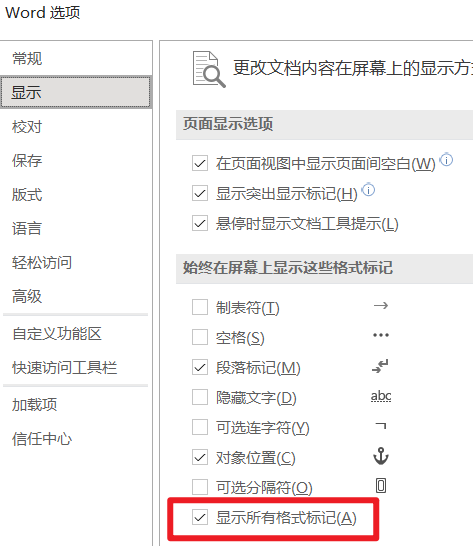 Word 选项
常规
显示
校对
保存
版式
语言
轻松访问
高级
自定义功能区
快速访问工具栏
加载项
信任中心
更改文档内容在屏幕上的显示方
页面显示选项
在页面视图中显示页面间空白(W)
显示突出显示标记(H)
悬停时显示文档工具提示(L)
始终在屏幕上显示这些格式标记
制表符(T)
空格(S)
段落标记(M)
隐藏文字(D) abc
可选连字符(Y)
对象位置(C)
可选分隔符(O)
显示所有格式标记(A)